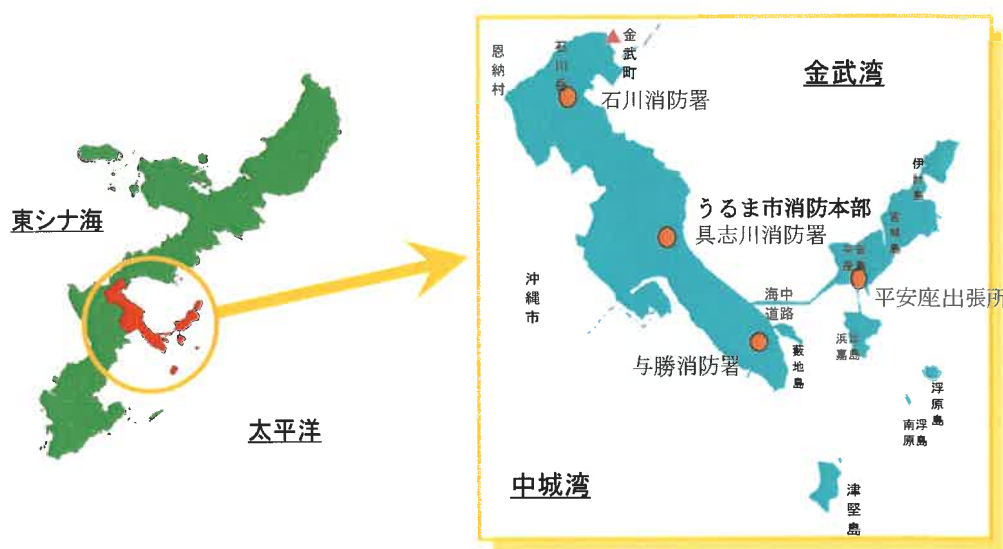 東シナ海
太平洋
恩納村
石川岳
金武町
金武湾
石川消防署
伊計島
宮城島
うるま市消防本部
具志川消防署
平安座島
平安座出張所
沖縄市
海中
道路
与勝消防署
藪地島
浜比嘉島
浮原島
南浮
原島
中城湾
津堅島